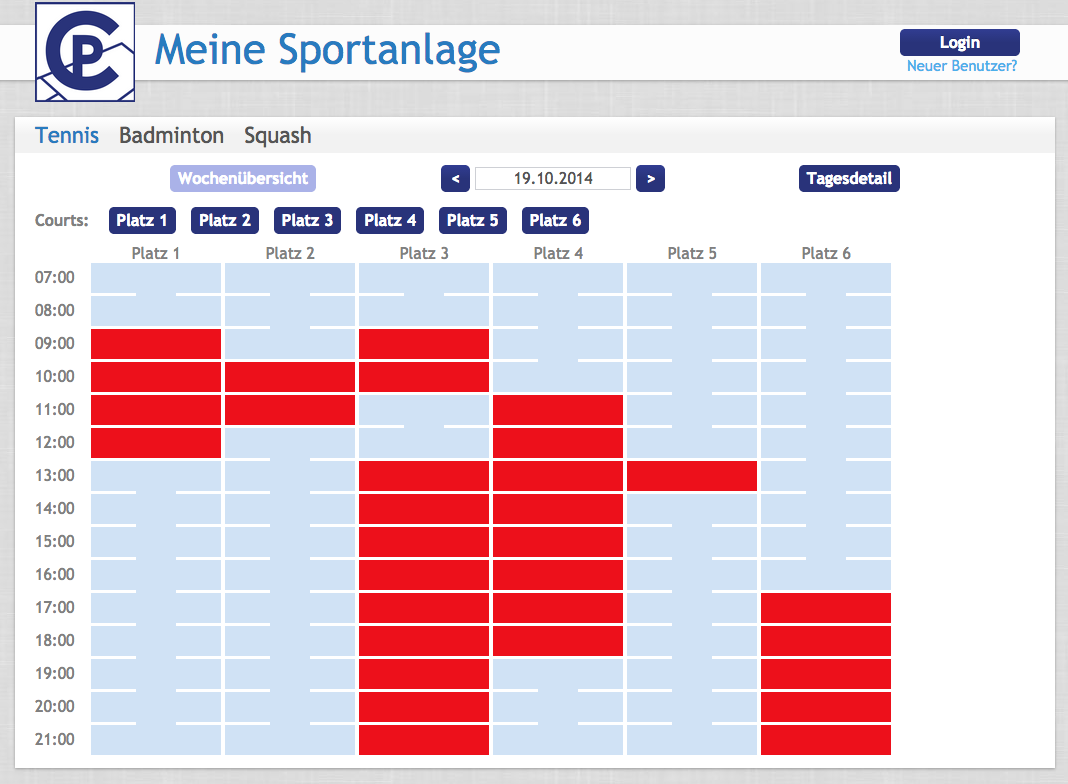 CP
Meine Sportanlage
Login
Neuer Benutzer?
Tennis Badminton Squash
Wochenübersicht < 19.10.2014 > Tagesdetail
Courts: Platz 1 Platz 2 Platz 3 Platz 4 Platz 5 Platz 6
Platz 1 Platz 2 Platz 3 Platz 4 Platz 5 Platz 6
07:00
08:00
09:00
10:00
11:00
12:00
13:00
14:00
15:00
16:00
17:00
18:00
19:00
20:00
21:00